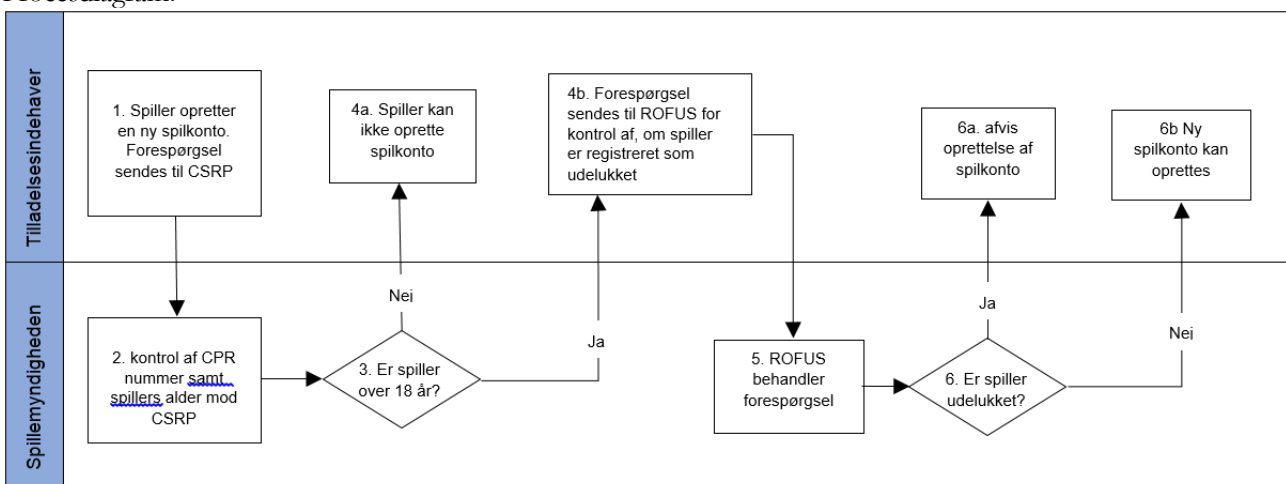 Procesdiagram:
Tilladelsesindehaver
1. Spiller opretter
en ny spilkonto.
Forespørgsel
sendes til CSRP
4a. Spiller kan
ikke oprette
spilkonto
4b. Forespørgsel
sendes til ROFUS for
kontrol af, om spiller
er registreret som
udelukket
6a. afvis
oprettelse af
spilkonto
6b Ny
spilkonto kan
oprettes
Spillemyndigheden
2. kontrol af CPR
nummer samt
spillers alder mod
CSRP
3. Er spiller
over 18 år?
Nej
Ja
5. ROFUS
behandler
forespørgsel
6. Er spiller
udelukket?
Ja
Nej